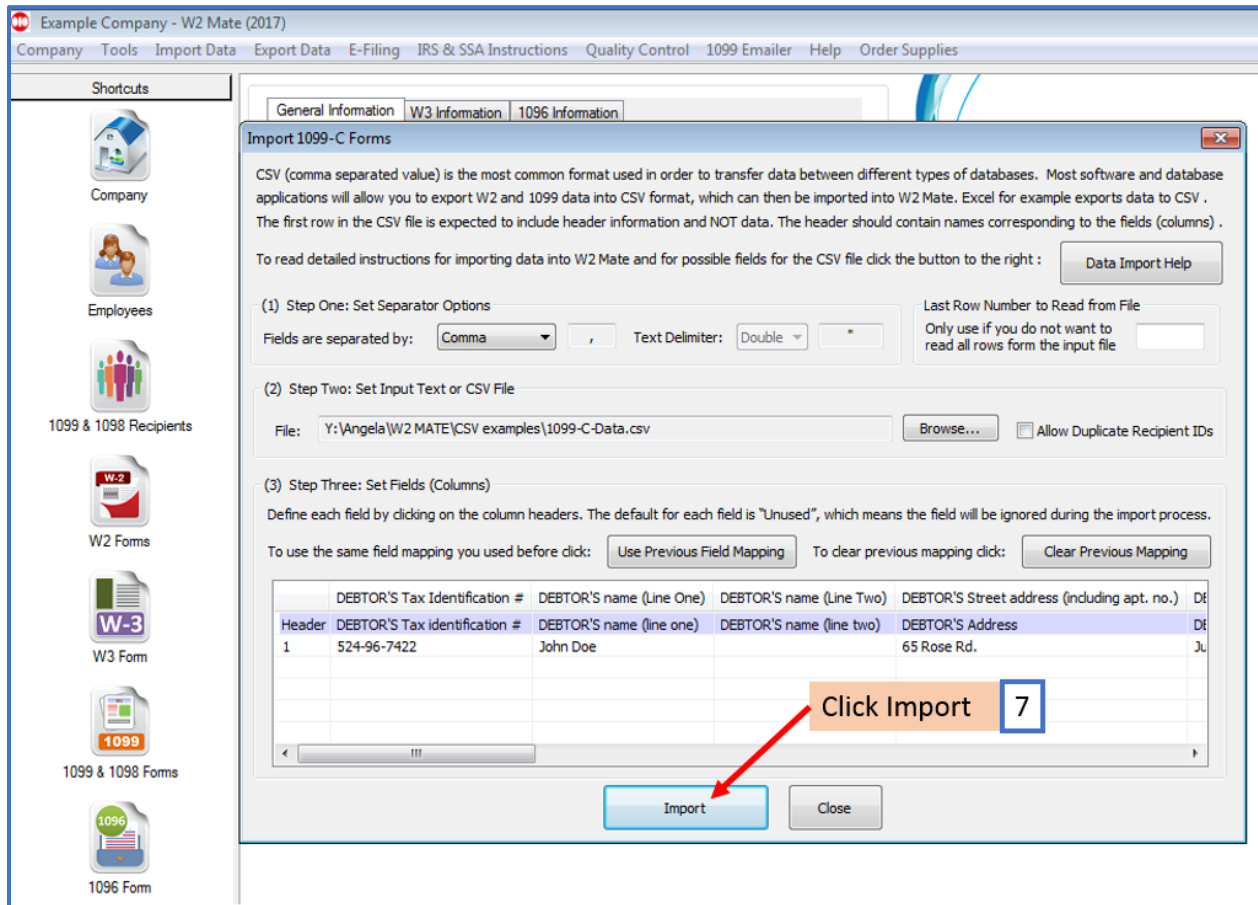 Example Company - W2 Mate (2017)
Company Tools Import Data Export Data E-Filing IRS & SSA Instructions Quality Control 1099 Emailer Help Order Supplies
Shortcuts
Company
Employees
1099 & 1098 Recipients
W-2
W2 Forms
W-3
W3 Form
1099
1099 & 1098 Forms
1096
1096 Form
General Information W3 Information 1096 Information
Import 1099-C Forms
CSV (comma separated value) is the most common format used in order to transfer data between different types of databases. Most software and database
applications will allow you to export W2 and 1099 data into CSV format, which can then be imported into W2 Mate. Excel for example exports data to CSV .
The first row in the CSV file is expected to include header information and NOT data. The header should contain names corresponding to the fields (columns) .
To read detailed instructions for importing data into W2 Mate and for possible fields for the CSV file click the button to the right : Data Import Help
(1) Step One: Set Separator Options
Fields are separated by: Comma , Text Delimiter: Double "
Last Row Number to Read from File
Only use if you do not want to
read all rows form the input file
(2) Step Two: Set Input Text or CSV File
File: Y:\Angela\W2 MATE\CSV examples\1099-C-Data.csv Browse... Allow Duplicate Recipient IDs
(3) Step Three: Set Fields (Columns)
Define each field by clicking on the column headers. The default for each field is "Unused", which means the field will be ignored during the import process.
To use the same field mapping you used before click: Use Previous Field Mapping To clear previous mapping click: Clear Previous Mapping
DEBTOR'S Tax Identification # DEBTOR'S name (Line One) DEBTOR'S name (Line Two) DEBTOR'S Street address (including apt. no.) DE
Header DEBTOR'S Tax identification # DEBTOR'S name (line one) DEBTOR'S name (line two) DEBTOR'S Address DE
1 524-96-7422 John Doe 65 Rose Rd. Ju
Click Import 7
Import Close